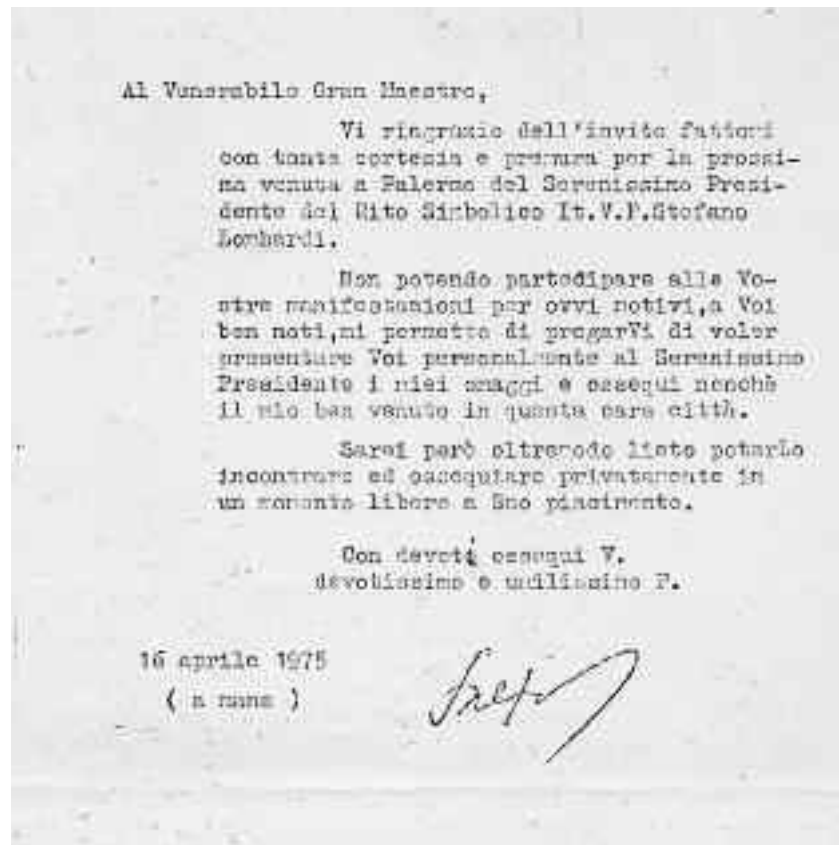 Al Venerabile Gran Maestro,
Vi ringrazio dell'invito fattomi
con tanta cortesia e premura per la prossi-
ma venuta a Palermo del Serenissimo Presi-
dente del Rito Simbolico It.V.F.Stefano
Lombardi.
Non potendo partecipare alle Vo-
stre manifestazioni per ovvi motivi,a Voi
ben noti,mi permetto di pregarVi di voler
presentare Voi personalmente al Serenissimo
Presidente i miei omaggi e ossequi nonchè
il mio ben venuto in questa cara città.
Sarei però oltremodo lieto poterLo
incontrare ed ossequiare privatamente in
un momento libero a Suo piacimento.
Con devoti ossequi V.
devotissimo e umilissimo F.
16 aprile 1975
( a mano )